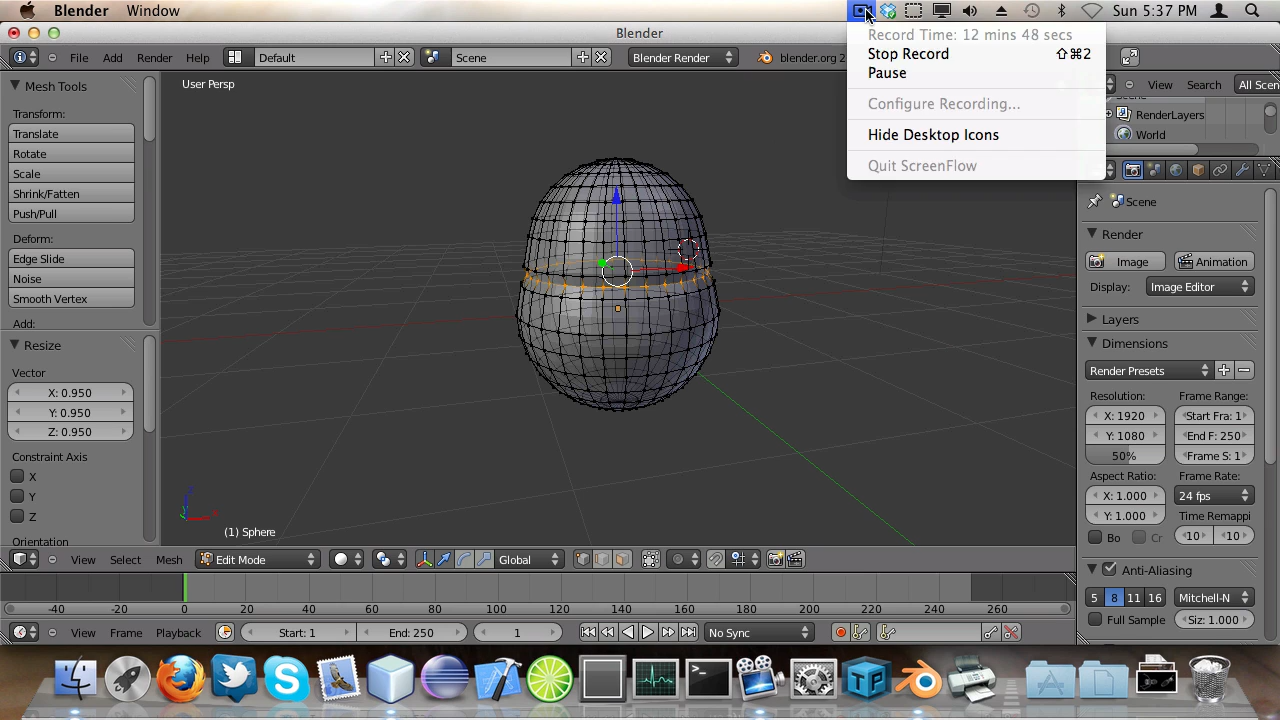 Blender Window Sun 5:37 PM
Blender
File Add Render Help Default Scene Blender Render blender.org 2
Record Time: 12 mins 48 secs
Stop Record ⇧⌘2
Pause
Configure Recording...
Hide Desktop Icons
Quit ScreenFlow
View Search All Scen
RenderLayers
World
Scene
Mesh Tools
Transform:
Translate
Rotate
Scale
Shrink/Fatten
Push/Pull
Deform:
Edge Slide
Noise
Smooth Vertex
Add:
Resize
Vector
X: 0.950
Y: 0.950
Z: 0.950
Constraint Axis
X
Y
Z
Orientation
User Persp
(1) Sphere
Render
Image Animation
Display: Image Editor
Layers
Dimensions
Render Presets
Resolution: Frame Range:
X: 1920 Start Fra: 1
Y: 1080 End F: 250
50% Frame S: 1
Aspect Ratio: Frame Rate:
X: 1.000 24 fps
Y: 1.000 Time Remappi
Bo Cr 10 10
Anti-Aliasing
5 8 11 16 Mitchell-N
Full Sample Siz: 1.000
View Select Mesh Edit Mode Global
-40 -20 0 20 40 60 80 100 120 140 160 180 200 220 240 260
View Frame Playback Start: 1 End: 250 1 No Sync